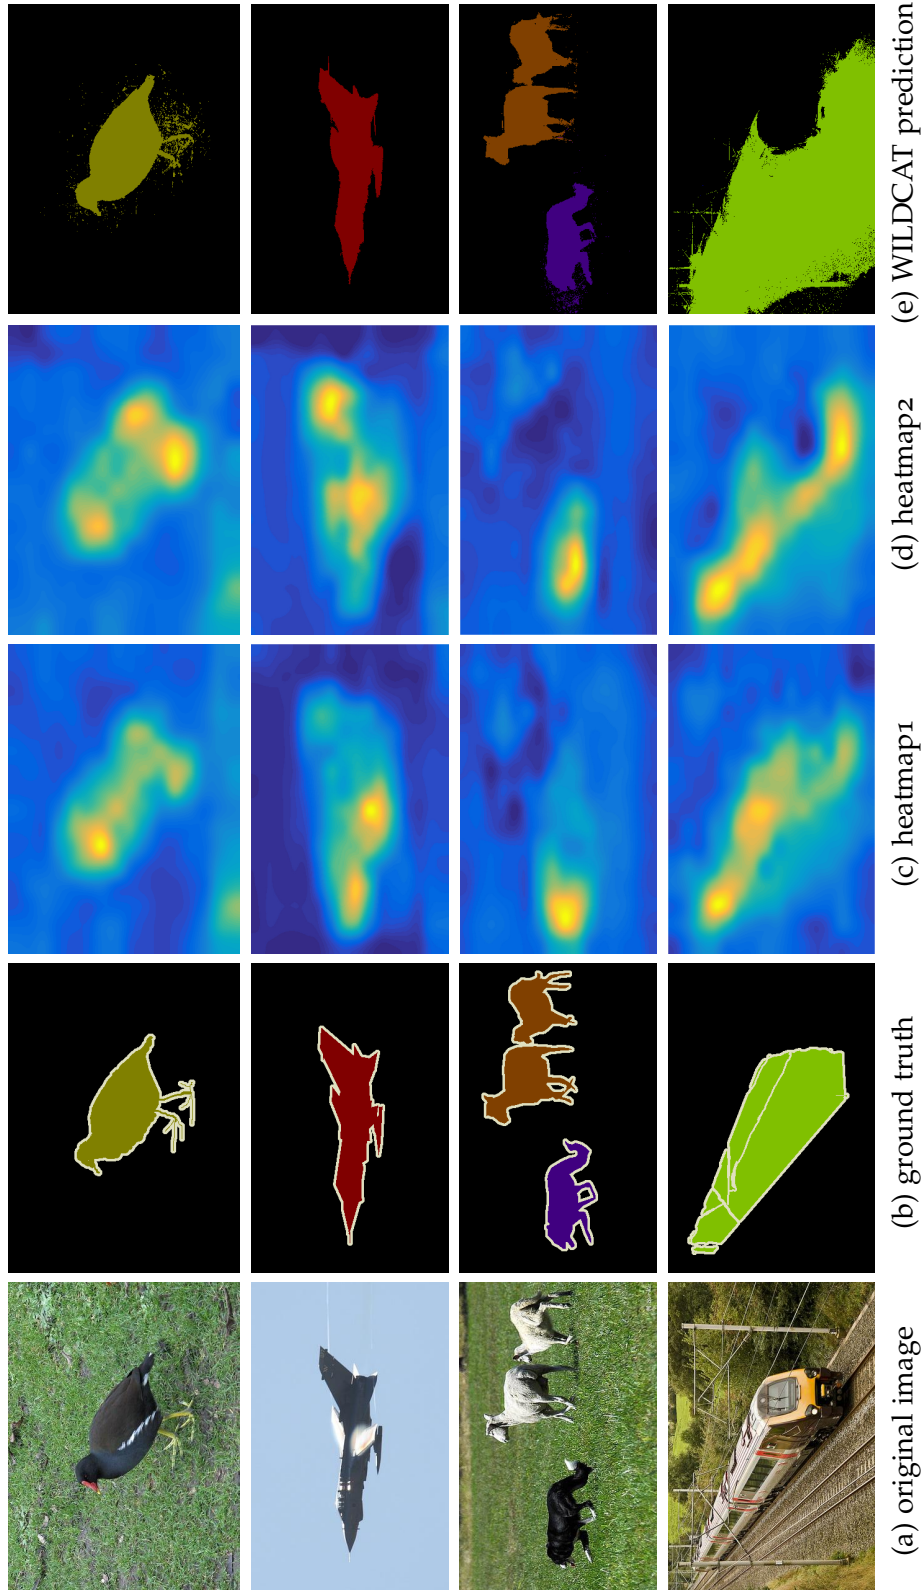 (a) original image
(b) ground truth
(c) heatmap1
(d) heatmap2
(e) WILDCAT prediction